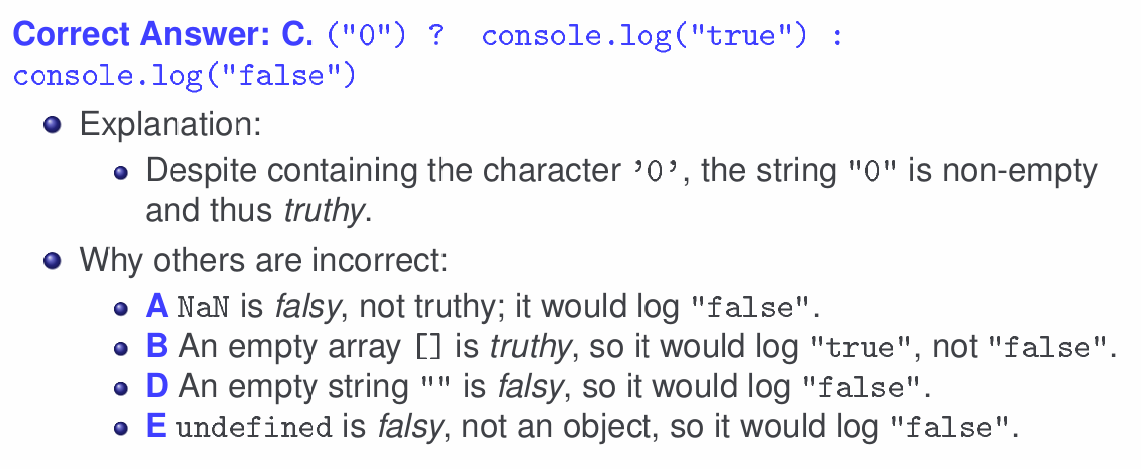 Correct Answer: C. ("0") ? console.log("true") :
console.log("false")
Explanation:
Despite containing the character ’0’, the string "0" is non-empty
and thus truthy.
Why others are incorrect:
A NaN is falsy, not truthy; it would log "false".
B An empty array [] is truthy, so it would log "true", not "false".
D An empty string "" is falsy, so it would log "false".
E undefined is falsy, not an object, so it would log "false".